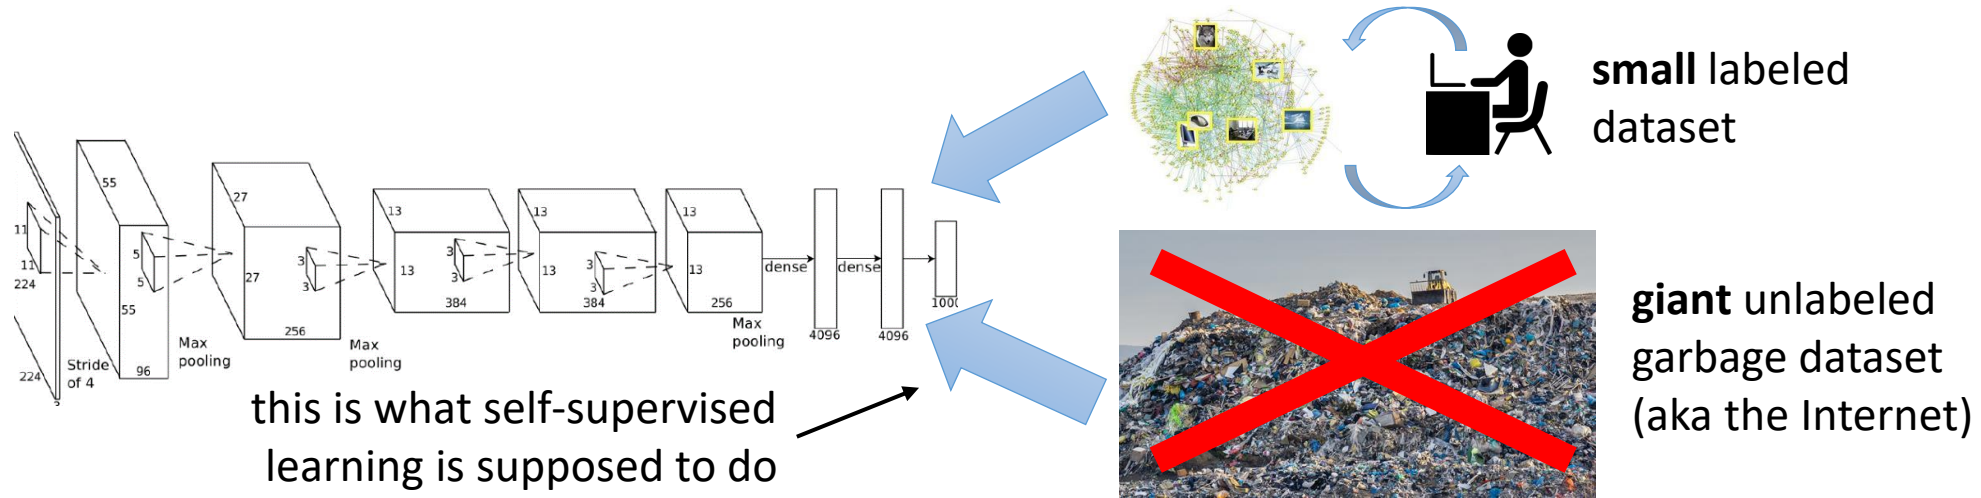 small labeled
dataset
giant unlabeled
garbage dataset
(aka the Internet)
this is what self-supervised
learning is supposed to do
11
11
224
224
3
Stride
of 4
55
55
96
5
5
Max
pooling
27
27
256
3
3
Max
pooling
13
13
384
3
3
13
13
384
3
3
13
13
256
Max
pooling
dense
4096
dense
4096